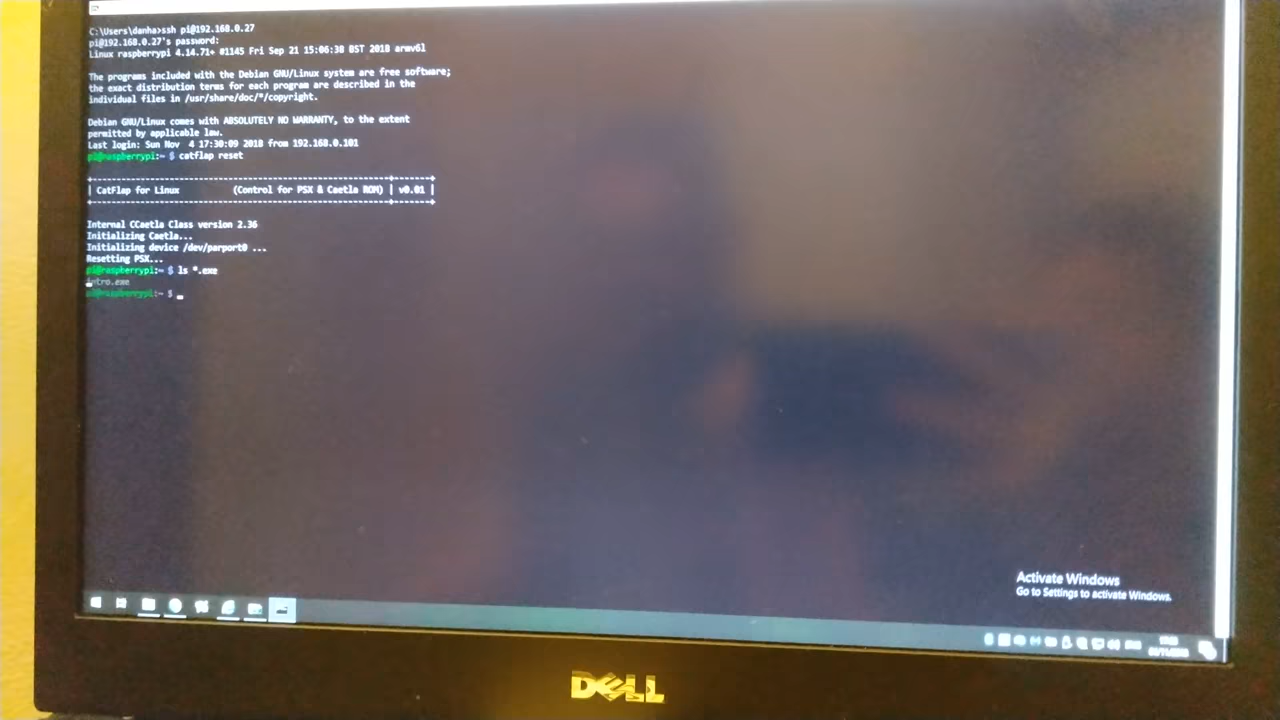 C:\Users\danha>ssh pi@192.168.0.27
pi@192.168.0.27's password:
Linux raspberrypi 4.14.71+ #1145 Fri Sep 21 15:06:38 BST 2018 armv6l
The programs included with the Debian GNU/Linux system are free software;
the exact distribution terms for each program are described in the
individual files in /usr/share/doc/*/copyright.
Debian GNU/Linux comes with ABSOLUTELY NO WARRANTY, to the extent
permitted by applicable law.
Last login: Sun Nov  4 17:30:09 2018 from 192.168.0.101
pi@raspberrypi:~ $ catflap reset
+-------------------------------------------------------+-------+
| CatFlap for Linux          (Control for PSX & Caetla ROM) | v0.01 |
+-------------------------------------------------------+-------+
Internal CCaetla Class version 2.36
Initializing Caetla...
Initializing device /dev/parport0 ...
Resetting PSX...
pi@raspberrypi:~ $ ls *.exe
intro.exe
pi@raspberrypi:~ $
Activate Windows
Go to Settings to activate Windows.
DELL